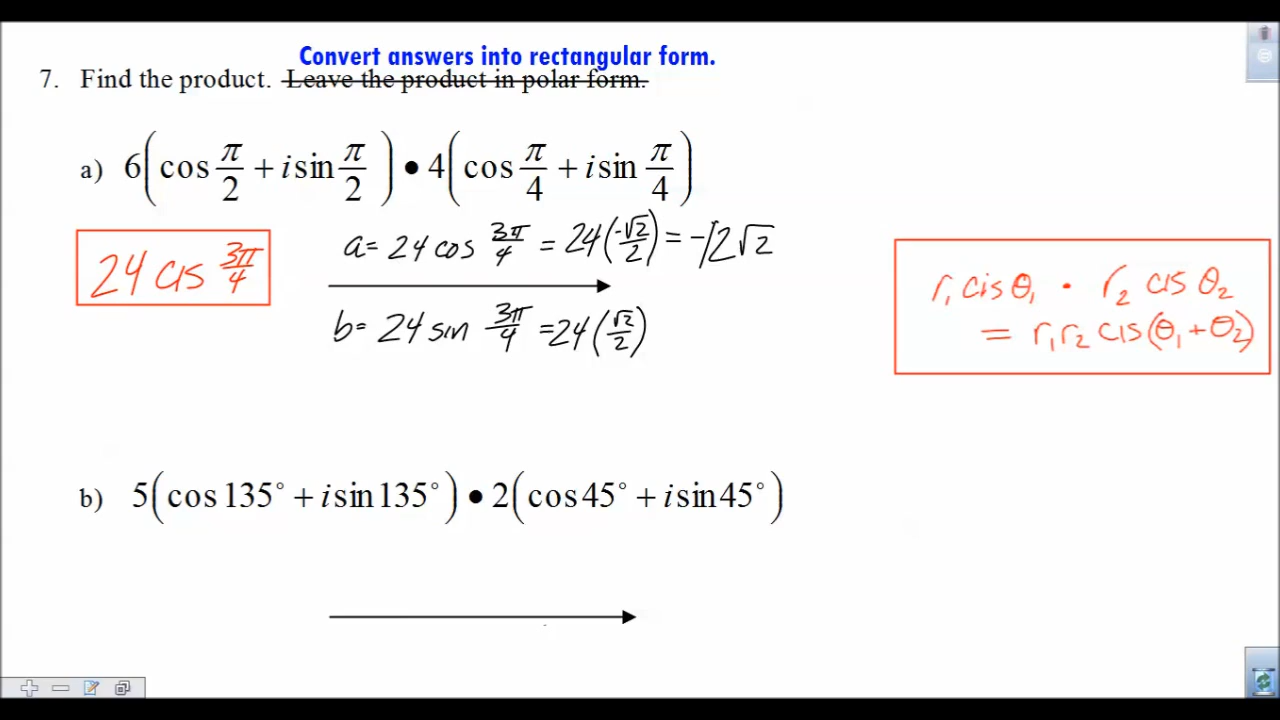 Convert answers into rectangular form.
7. Find the product. Leave the product in polar form.
a) 6(cos π/2 + i sin π/2) • 4(cos π/4 + i sin π/4)
24 cis 3π/4
a = 24 cos 3π/4 = 24(-√2/2) = -12√2
b = 24 sin 3π/4 = 24(√2/2)
r₁ cis θ₁ · r₂ cis θ₂
= r₁r₂ cis(θ₁ + θ₂)
b) 5(cos 135° + i sin 135°) • 2(cos 45° + i sin 45°)